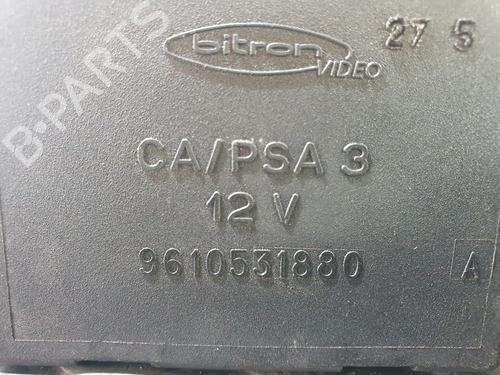 bitron
VIDEO
27 5
CA/PSA 3
12 V
9610531880
A
B-PARTS